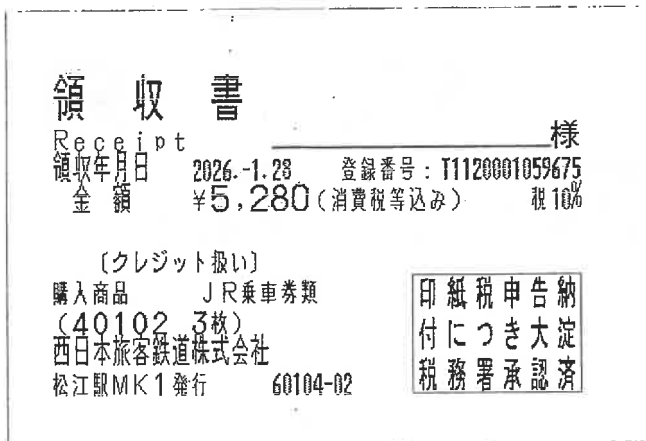 領収書
Receipt 様
領収年月日 2026.-1.28 登録番号：T1120001059675
金額 ¥5,280(消費税等込み) 税10%
〔クレジット扱い〕
購入商品 JR乗車券類
(40102 3枚)
西日本旅客鉄道株式会社
松江駅MK1発行 60104-02
印紙税申告納
付につき大淀
税務署承認済